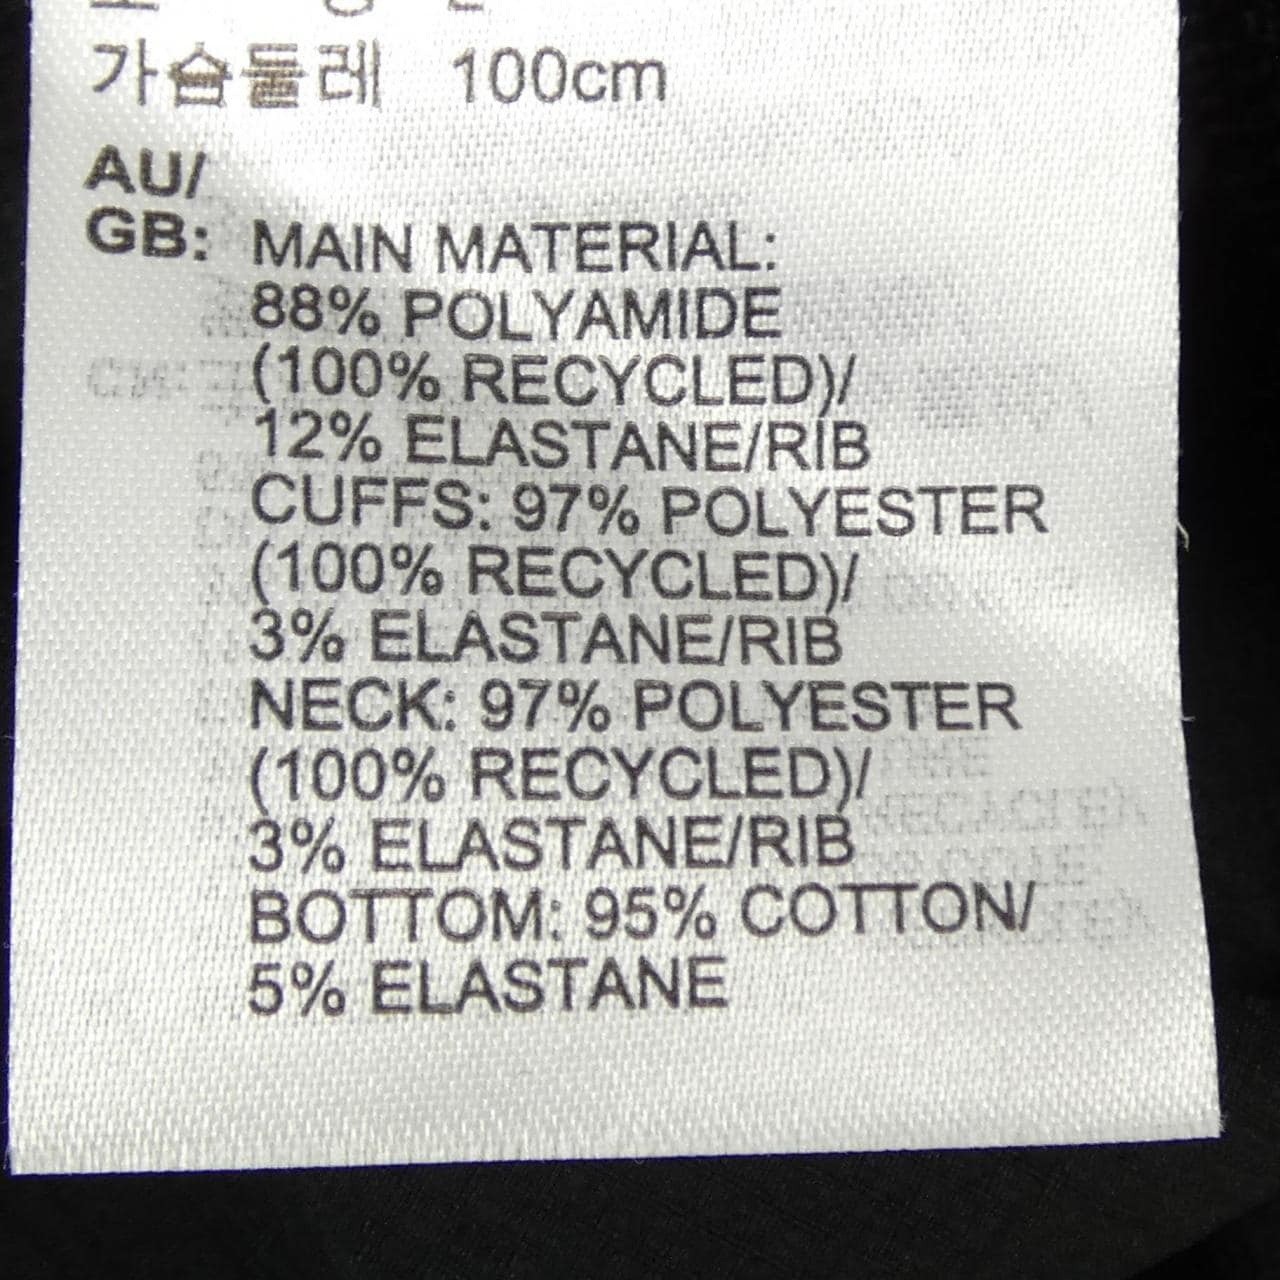 가슴둘레 100cm
AU/
GB: MAIN MATERIAL:
88% POLYAMIDE
(100% RECYCLED)/
12% ELASTANE/RIB
CUFFS: 97% POLYESTER
(100% RECYCLED)/
3% ELASTANE/RIB
NECK: 97% POLYESTER
(100% RECYCLED)/
3% ELASTANE/RIB
BOTTOM: 95% COTTON/
5% ELASTANE